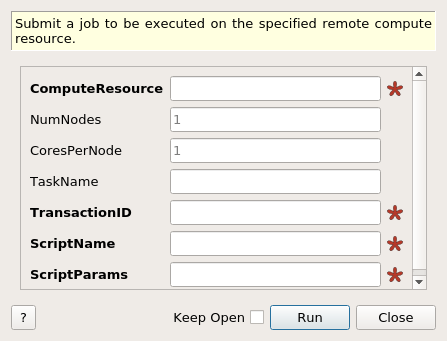 Submit a job to be executed on the specified remote compute
resource.
ComputeResource
NumNodes 1
CoresPerNode 1
TaskName
TransactionID
ScriptName
ScriptParams
? Keep Open Run Close